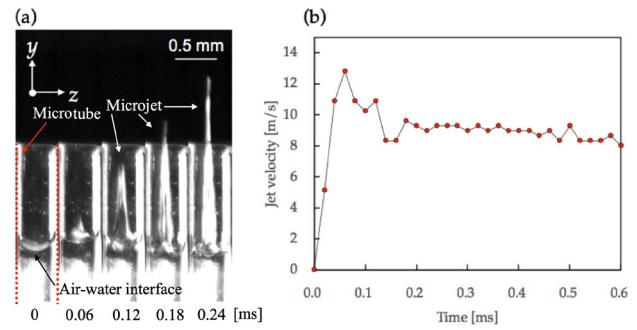 (a)
0.5 mm
y
z
Microtube
Microjet
Air-water interface
0 0.06 0.12 0.18 0.24 [ms]
(b)
Jet velocity [m/s]
14
12
10
8
6
4
2
0
0.0 0.1 0.2 0.3 0.4 0.5 0.6
Time [ms]